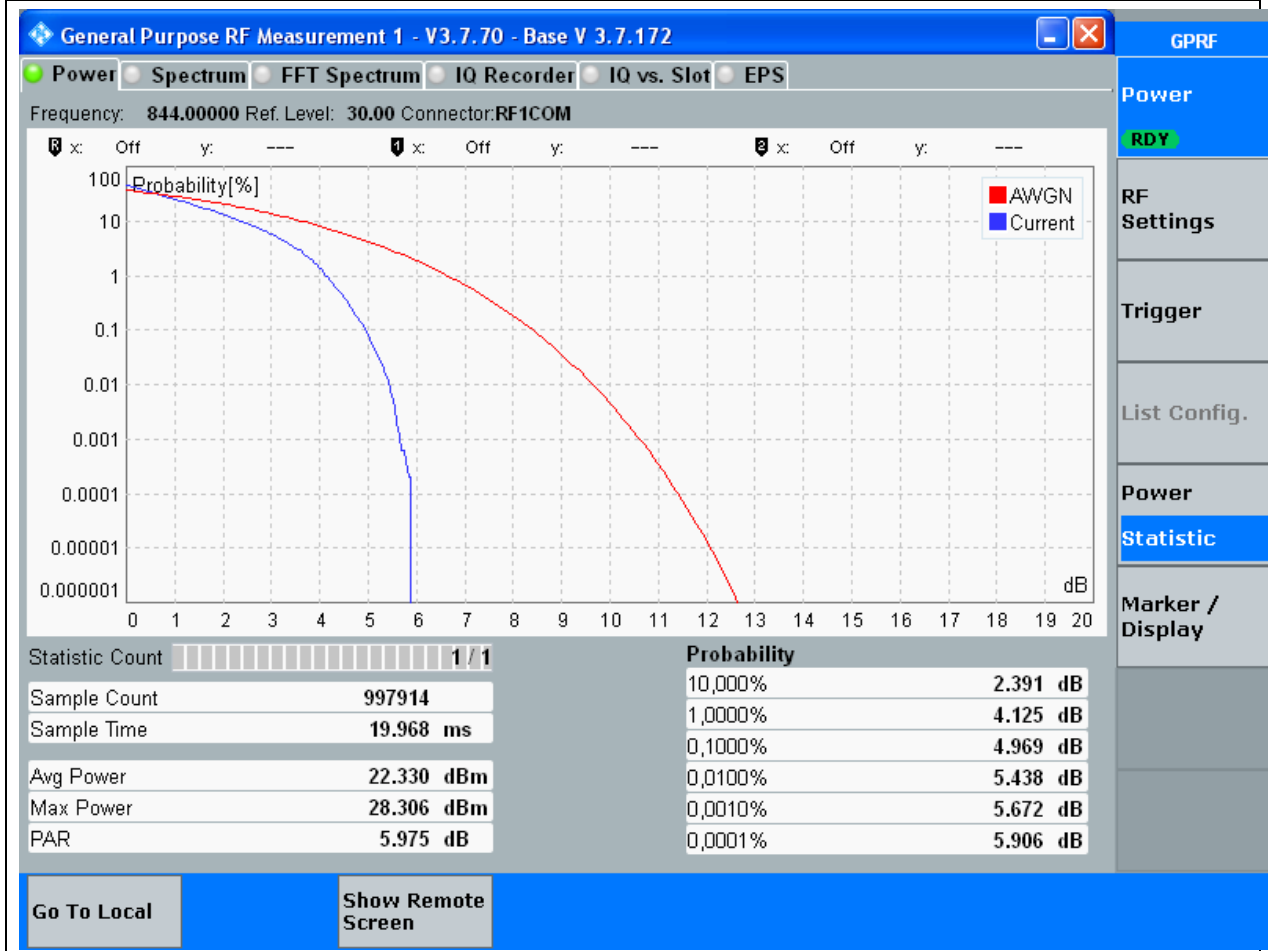 General Purpose RF Measurement 1 - V3.7.70 - Base V 3.7.172
GPRF
Power Spectrum FFT Spectrum IQ Recorder IQ vs. Slot EPS
Frequency: 844.00000 Ref. Level: 30.00 Connector:RF1COM
R x: Off y: --- 1 x: Off y: --- 2 x: Off y: ---
Probability[%]
AWGN
Current
100
10
1
0.1
0.01
0.001
0.0001
0.00001
0.000001
dB
0 1 2 3 4 5 6 7 8 9 10 11 12 13 14 15 16 17 18 19 20
Statistic Count 1 / 1
Sample Count 997914
Sample Time 19.968 ms
Avg Power 22.330 dBm
Max Power 28.306 dBm
PAR 5.975 dB
Probability
10,000% 2.391 dB
1,0000% 4.125 dB
0,1000% 4.969 dB
0,0100% 5.438 dB
0,0010% 5.672 dB
0,0001% 5.906 dB
Power
RDY
RF
Settings
Trigger
List Config.
Power
Statistic
Marker /
Display
Go To Local
Show Remote
Screen